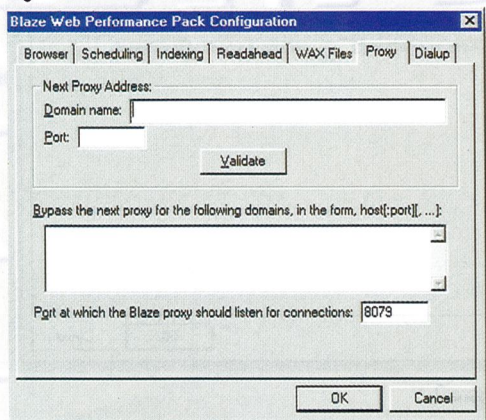 Blaze Web Performance Pack Configuration
Browser Scheduling Indexing Readahead WAX Files Proxy Dialup
Next Proxy Address:
Domain name:
Port:
Validate
Bypass the next proxy for the following domains, in the form, host[:port][, ...]:
Port at which the Blaze proxy should listen for connections: 8079
OK Cancel